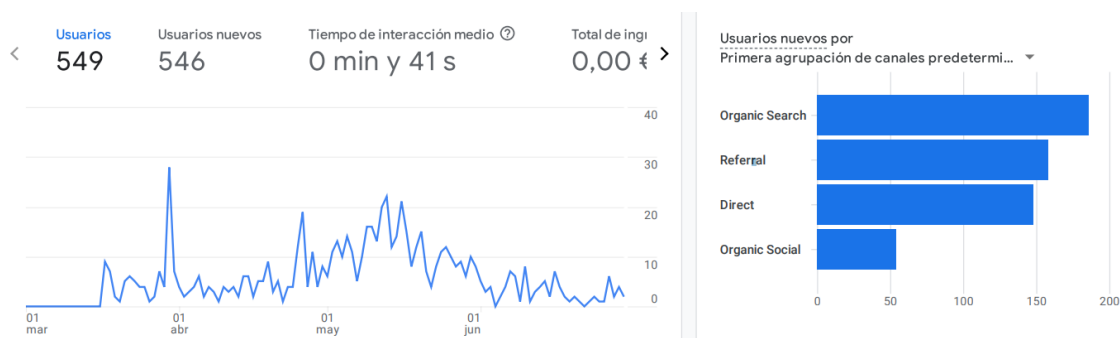 Usuarios
549
Usuarios nuevos
546
Tiempo de interacción medio
0 min y 41 s
Total de ingr
0,00 €
40
30
20
10
0
01
mar
01
abr
01
may
01
jun
Usuarios nuevos por
Primera agrupación de canales predetermi...
Organic Search
Referral
Direct
Organic Social
0
50
100
150
200